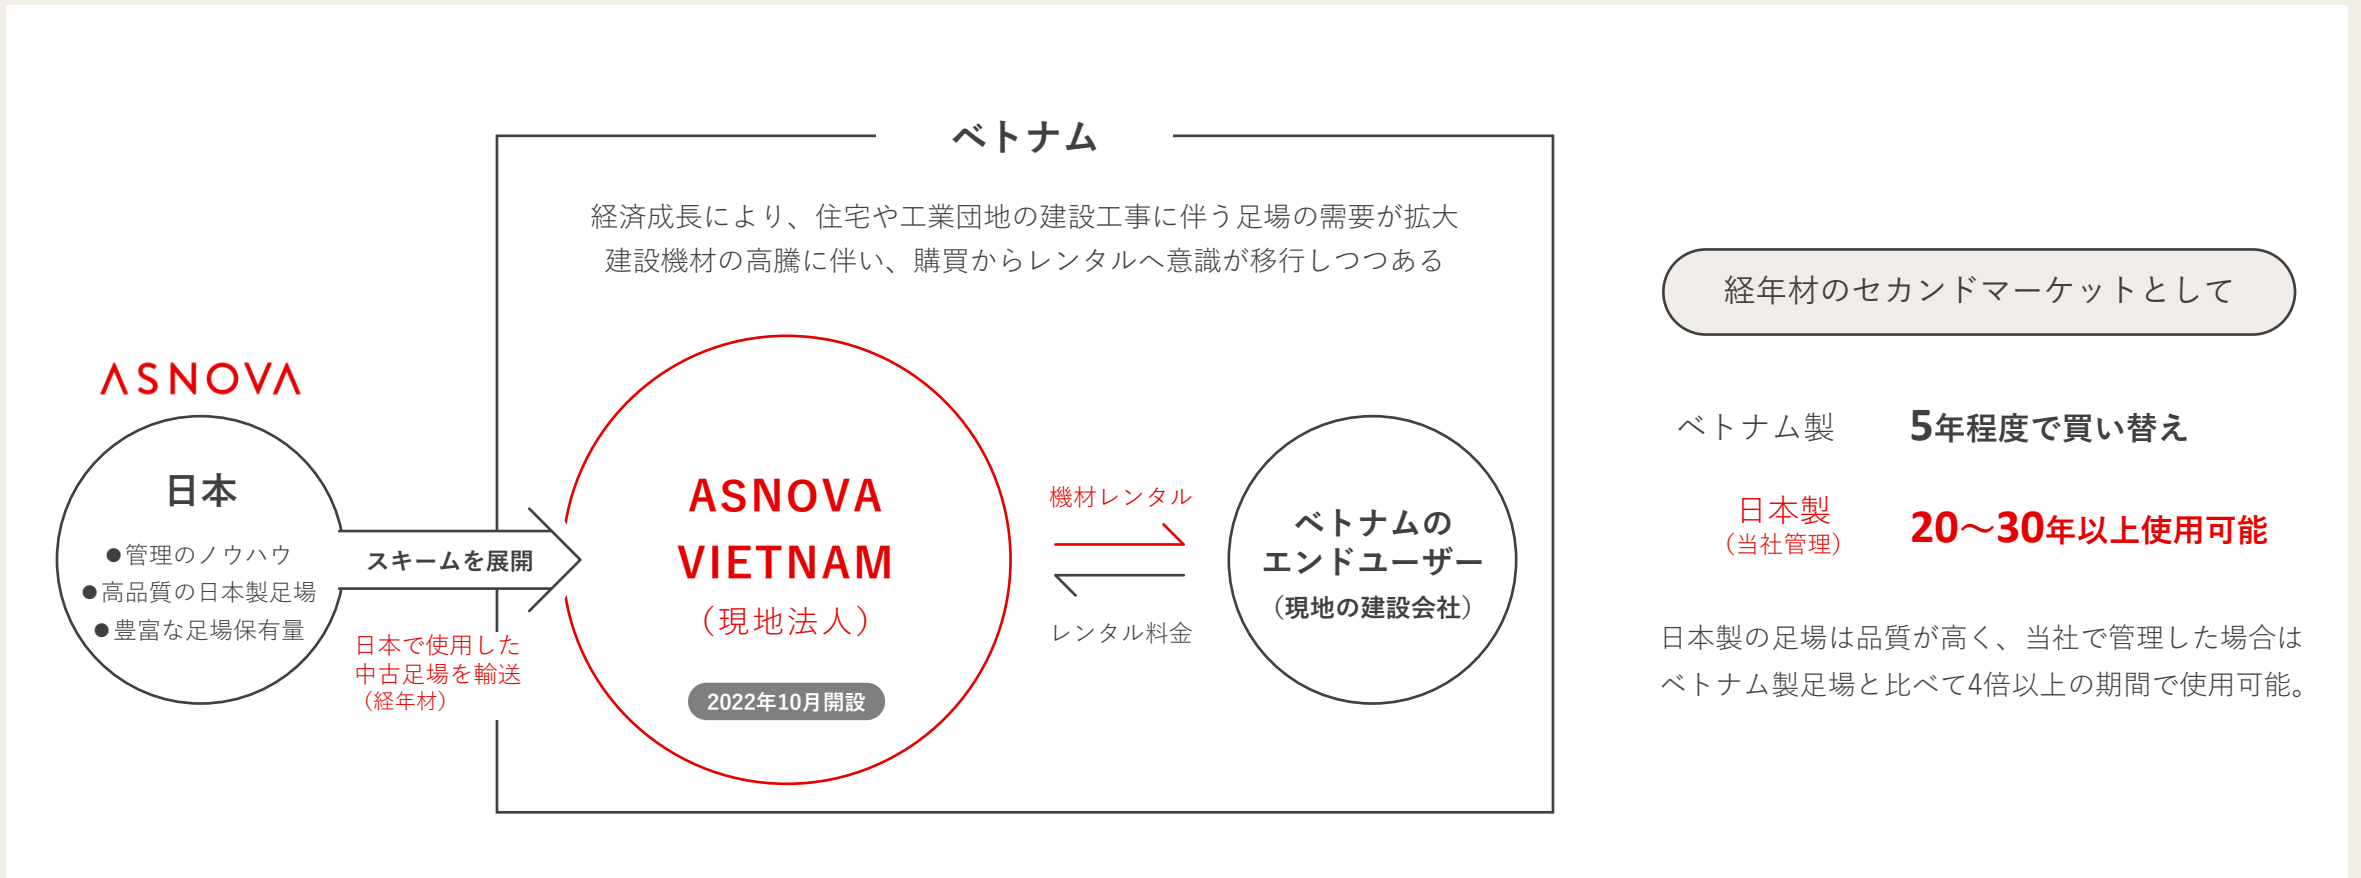 ベトナム
経済成長により、住宅や工業団地の建設工事に伴う足場の需要が拡大
建設機材の高騰に伴い、購買からレンタルへ意識が移行しつつある
ASNOVA
日本
●管理のノウハウ
●高品質の日本製足場
●豊富な足場保有量
スキームを展開
日本で使用した
中古足場を輸送
（経年材）
ASNOVA
VIETNAM
（現地法人）
2022年10月開設
機材レンタル
レンタル料金
ベトナムの
エンドユーザー
（現地の建設会社）
経年材のセカンドマーケットとして
ベトナム製 5年程度で買い替え
日本製
（当社管理）
20～30年以上使用可能
日本製の足場は品質が高く、当社で管理した場合は
ベトナム製足場と比べて4倍以上の期間で使用可能。